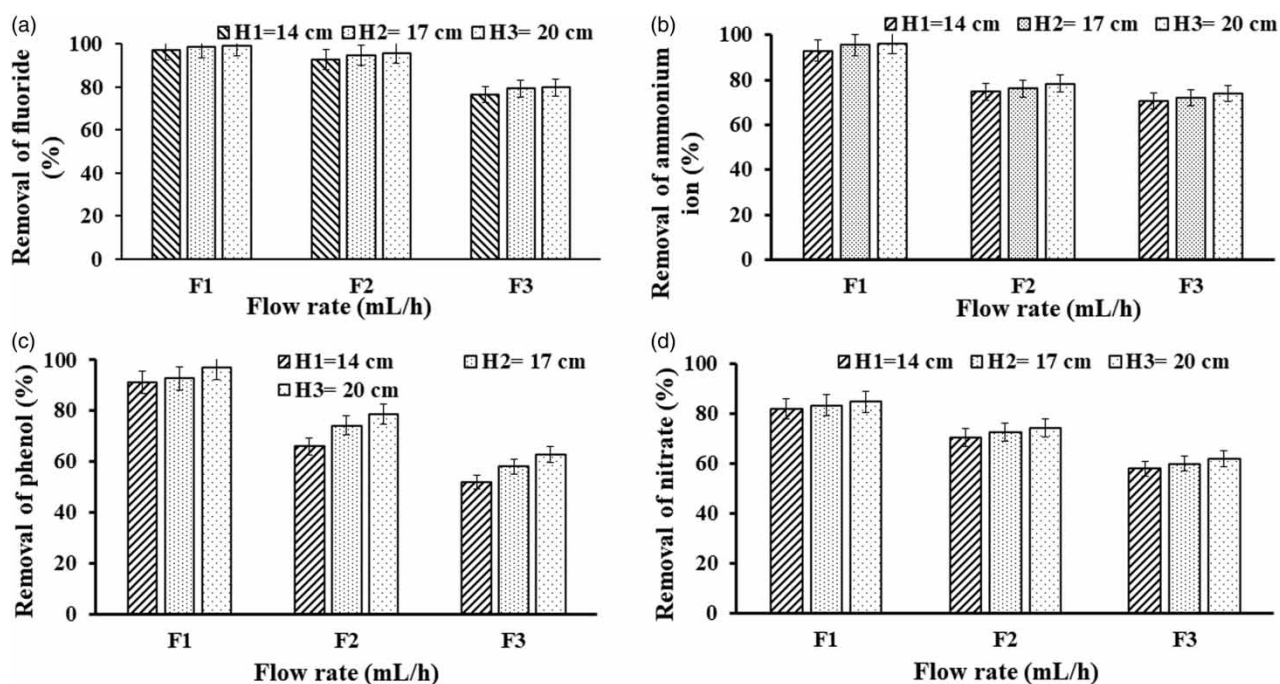 (a)
H1=14 cm H2= 17 cm H3= 20 cm
Removal of fluoride
(%)
100
80
60
40
20
0
F1 F2 F3
Flow rate (mL/h)
(b)
H1=14 cm H2= 17 cm H3= 20 cm
Removal of ammonium
ion (%)
100
80
60
40
20
0
F1 F2 F3
Flow rate (mL/h)
(c)
H1=14 cm H2= 17 cm
H3= 20 cm
Removal of phenol (%)
100
80
60
40
20
0
F1 F2 F3
Flow rate (mL/h)
(d)
H1=14 cm H2= 17 cm H3= 20 cm
Removal of nitrate (%)
100
80
60
40
20
0
F1 F2 F3
Flow rate (mL/h)